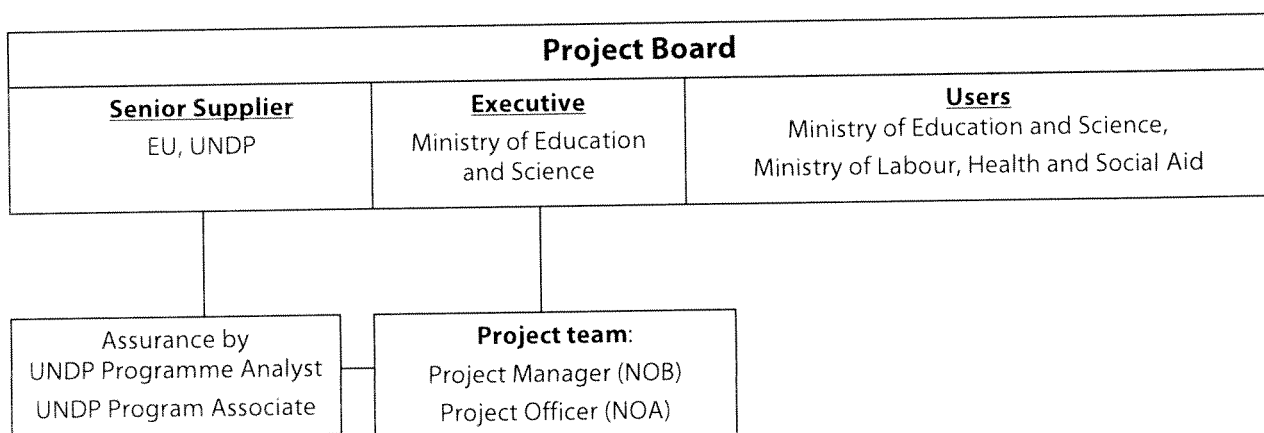 Project Board
Senior Supplier
EU, UNDP
Executive
Ministry of Education
and Science
Users
Ministry of Education and Science,
Ministry of Labour, Health and Social Aid
Assurance by
UNDP Programme Analyst
UNDP Program Associate
Project team:
Project Manager (NOB)
Project Officer (NOA)